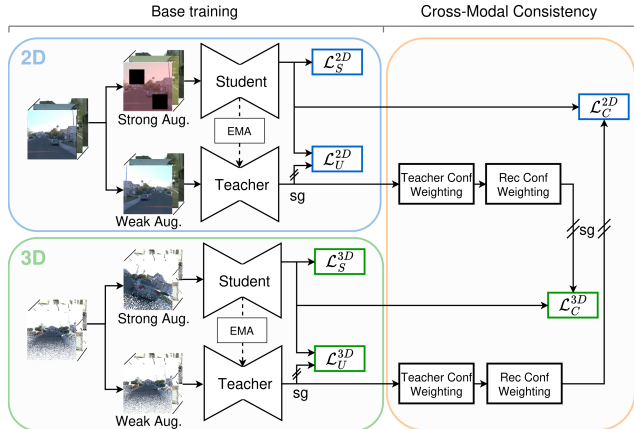 Base training
Cross-Modal Consistency
2D
Strong Aug.
Student
EMA
Weak Aug.
Teacher
sg
ℒ_S^{2D}
ℒ_U^{2D}
Teacher Conf
Weighting
Rec Conf
Weighting
ℒ_C^{2D}
sg
3D
Strong Aug.
Student
EMA
Weak Aug.
Teacher
sg
ℒ_S^{3D}
ℒ_U^{3D}
Teacher Conf
Weighting
Rec Conf
Weighting
ℒ_C^{3D}